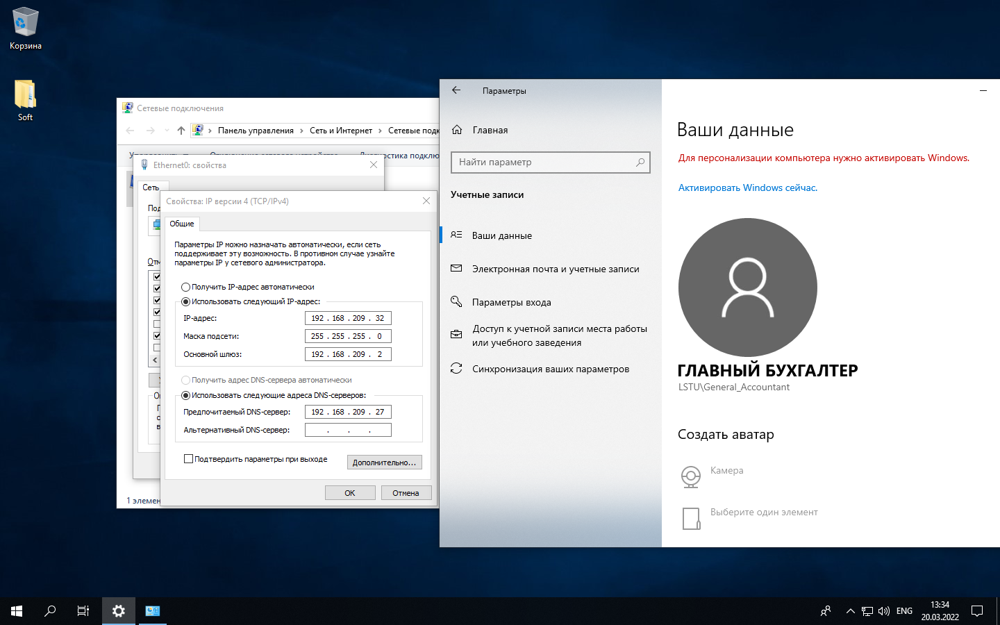 Корзина
Soft
Сетевые подключения
Панель управления
Сеть и Интернет
Сетевые
Ethernet0: свойства
Сеть
Свойства: IP версии 4 (TCP/IPv4)
Общие
Параметры IP можно назначать автоматически, если сеть
поддерживает эту возможность. В противном случае узнайте
параметры IP у сетевого администратора.
Получить IP-адрес автоматически
Использовать следующий IP-адрес:
IP-адрес: 192 . 168 . 209 . 32
Маска подсети: 255 . 255 . 255 . 0
Основной шлюз: 192 . 168 . 209 . 2
Получить адрес DNS-сервера автоматически
Использовать следующие адреса DNS-серверов:
Предпочитаемый DNS-сервер: 192 . 168 . 209 . 27
Альтернативный DNS-сервер: . . .
Подтвердить параметры при выходе
Дополнительно...
ОК
Отмена
Параметры
Главная
Найти параметр
Учетные записи
Ваши данные
Электронная почта и учетные записи
Параметры входа
Доступ к учетной записи места работы
или учебного заведения
Синхронизация ваших параметров
Ваши данные
Для персонализации компьютера нужно активировать Windows.
Активировать Windows сейчас.
ГЛАВНЫЙ БУХГАЛТЕР
LSTU\General_Accountant
Создать аватар
Камера
Выберите один элемент
ENG
13:34
20.03.2022